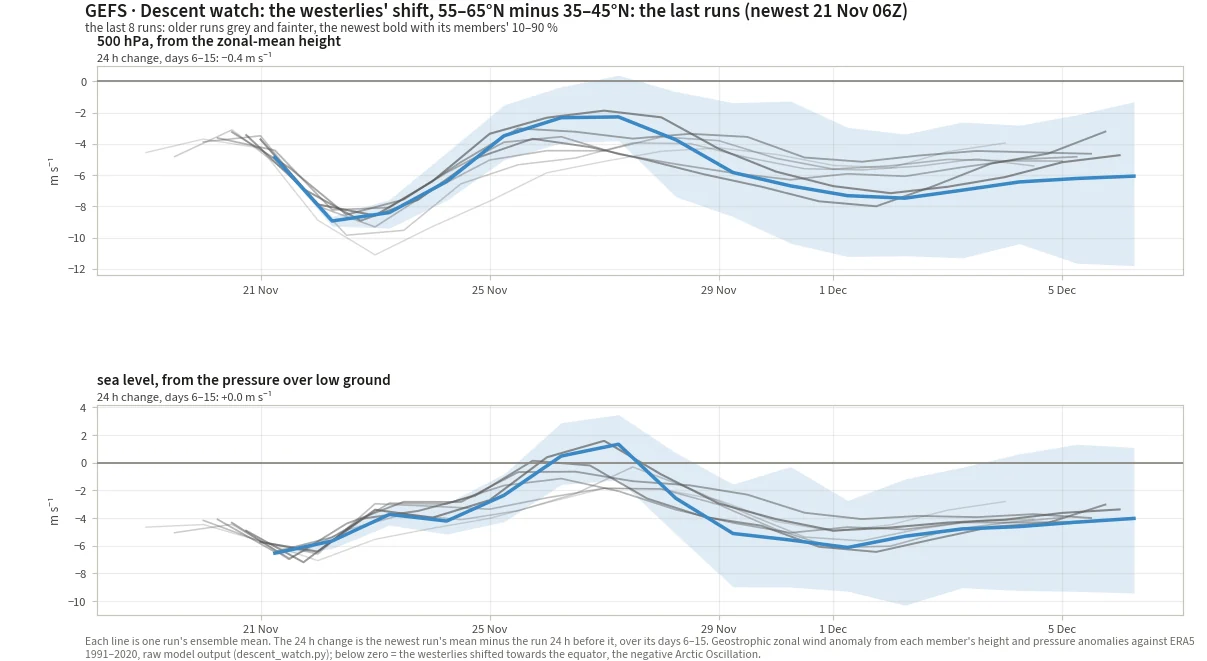 GEFS · Descent watch: the westerlies' shift, 55–65°N minus 35–45°N: the last runs (newest 21 Nov 06Z)
the last 8 runs: older runs grey and fainter, the newest bold with its members' 10–90 %
500 hPa, from the zonal-mean height
24 h change, days 6–15: −0.4 m s⁻¹
0
−2
−4
−6
−8
−10
−12
m s⁻¹
21 Nov 25 Nov 29 Nov 1 Dec 5 Dec
sea level, from the pressure over low ground
24 h change, days 6–15: +0.0 m s⁻¹
4
2
0
−2
−4
−6
−8
−10
m s⁻¹
21 Nov 25 Nov 29 Nov 1 Dec 5 Dec
Each line is one run's ensemble mean. The 24 h change is the newest run's mean minus the run 24 h before it, over its days 6–15. Geostrophic zonal wind anomaly from each member's height and pressure anomalies against ERA5
1991–2020, raw model output (descent_watch.py); below zero = the westerlies shifted towards the equator, the negative Arctic Oscillation.